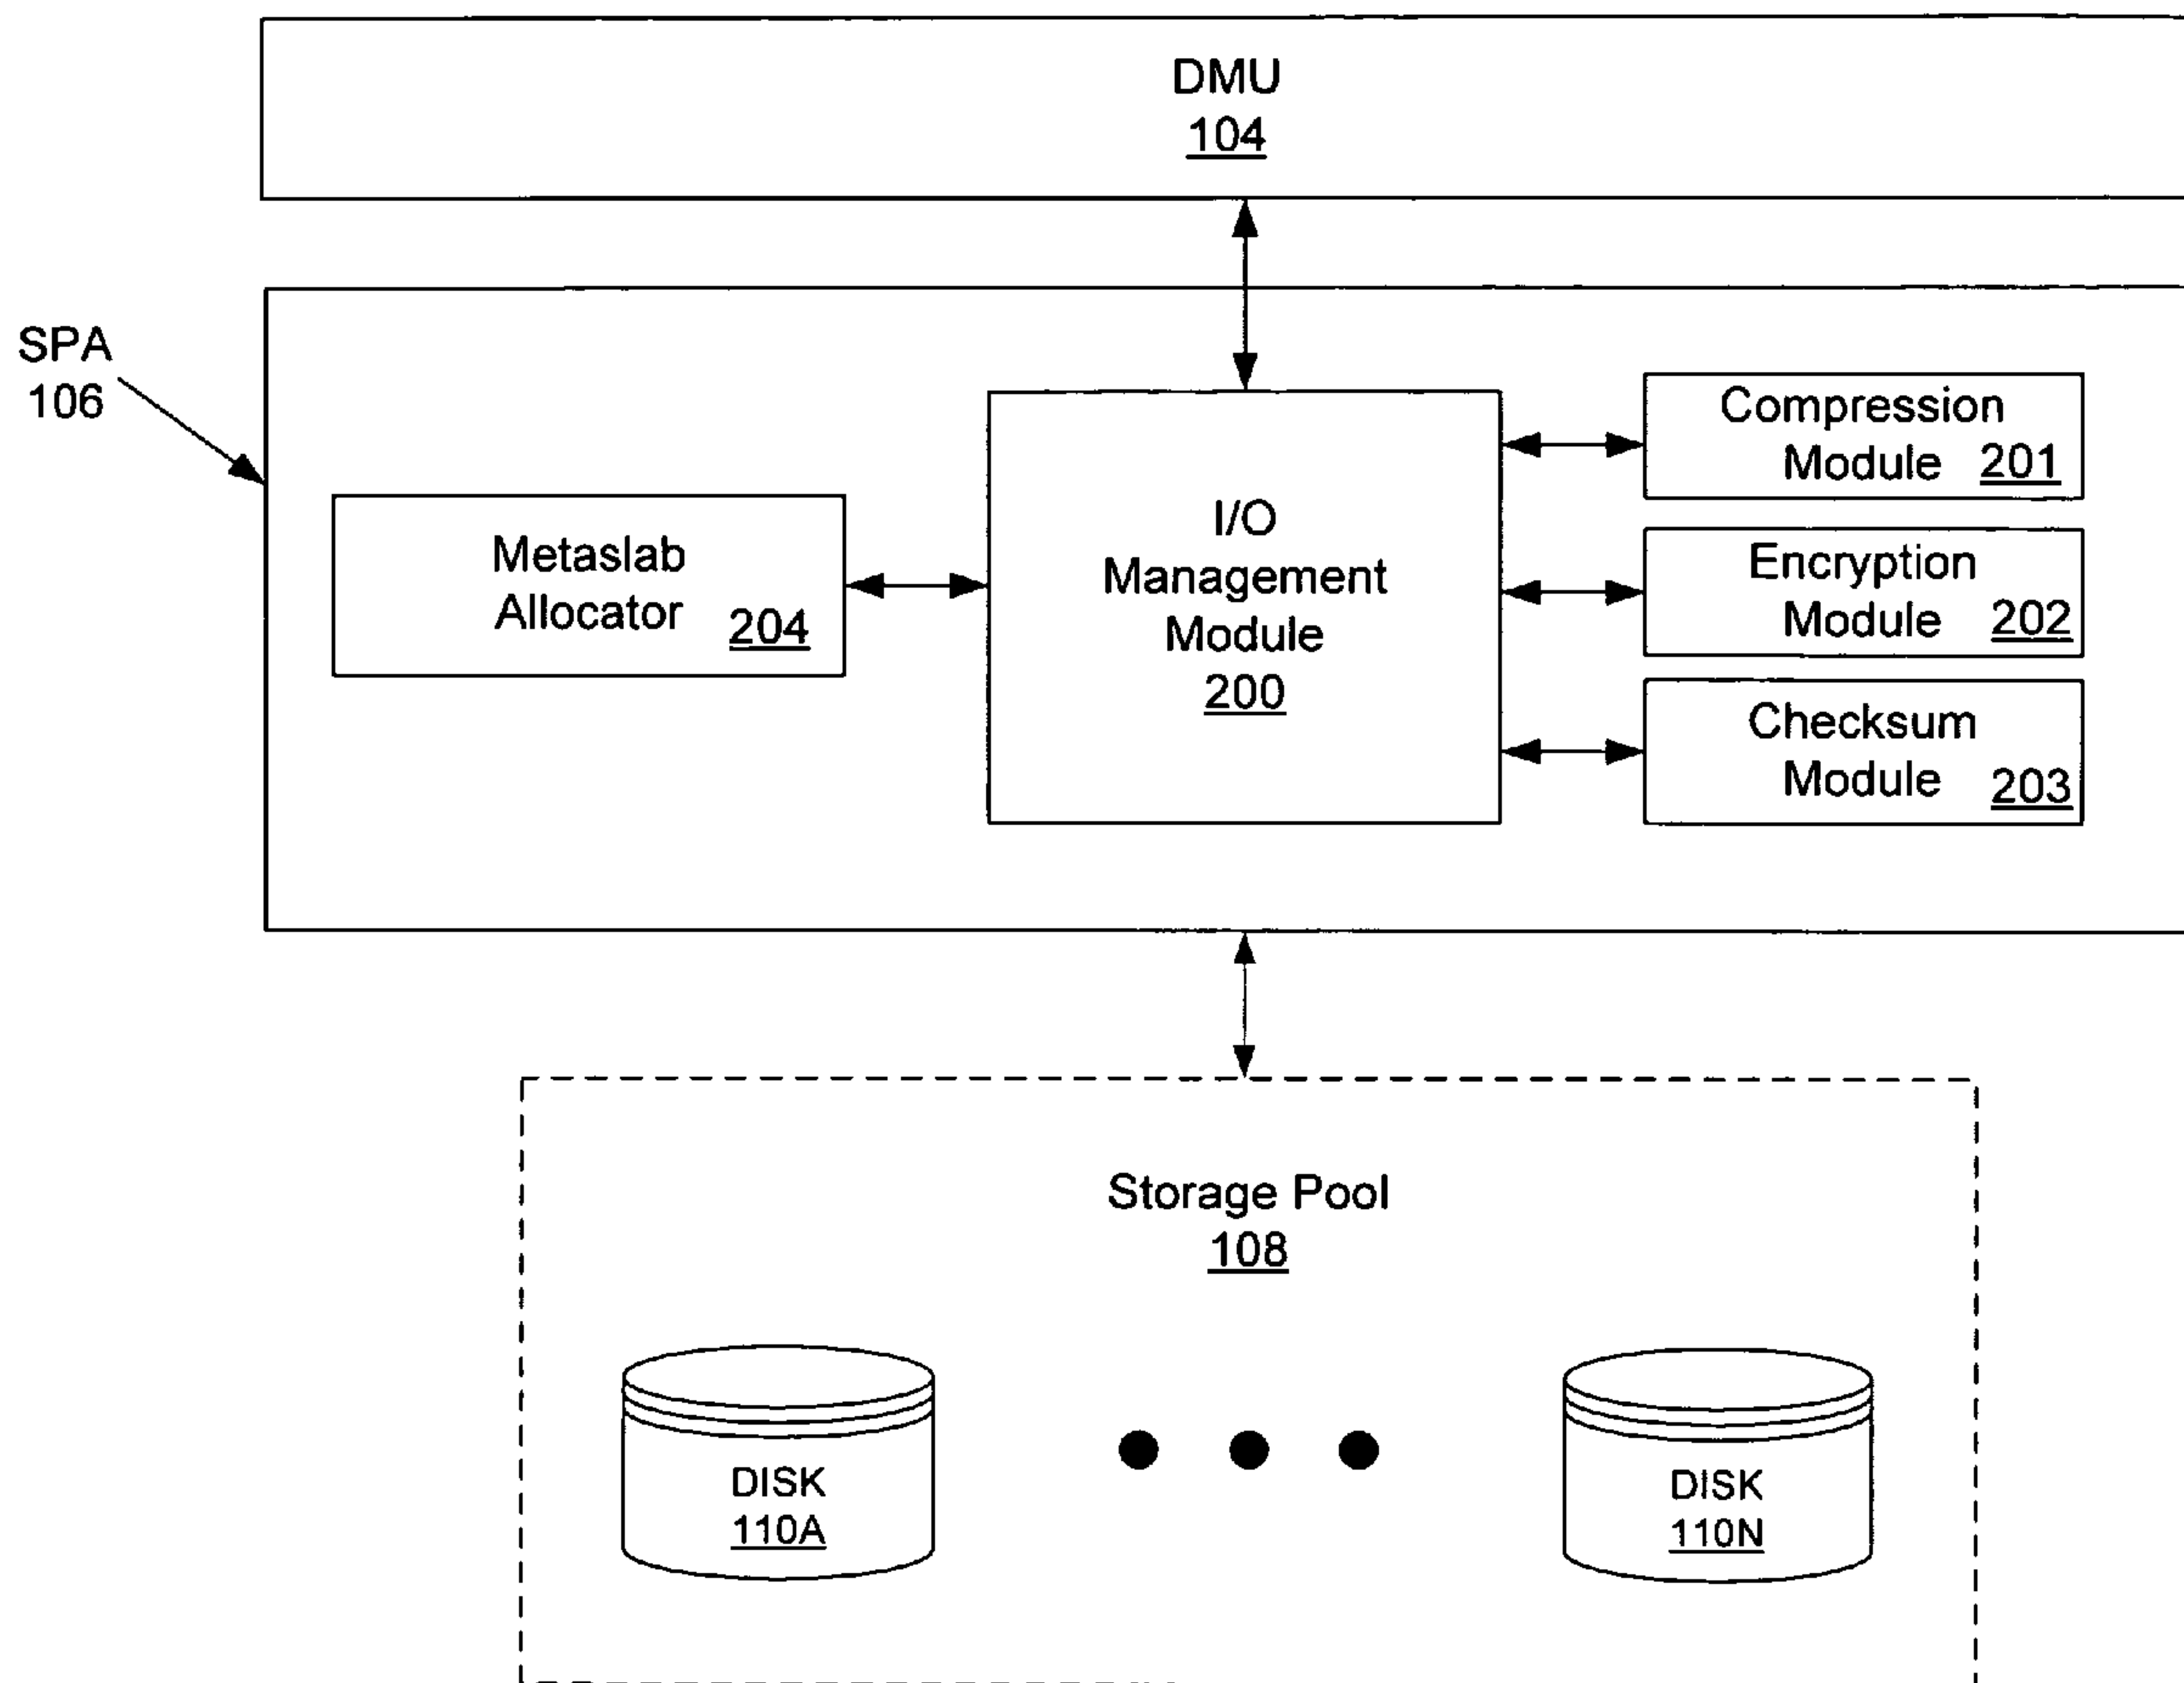 DMU
104
SPA
106
Compression
Module 201
I/O
Management
Module
200
Metaslab
Allocator 204
Encryption
Module 202
Checksum
Module 203
Storage Pool
108
DISK
110A
DISK
110N